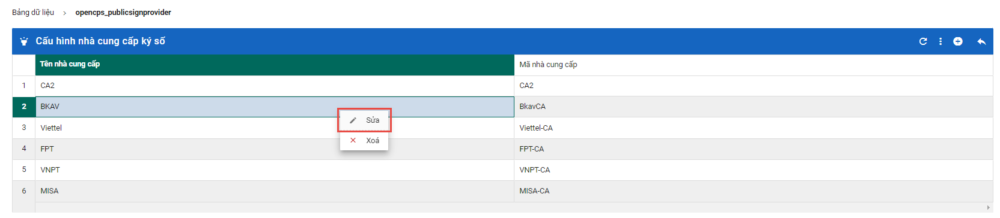 Bảng dữ liệu > opencps_publicsignprovider
Cấu hình nhà cung cấp ký số
Tên nhà cung cấp Mã nhà cung cấp
1 CA2 CA2
2 BKAV BkavCA
Sửa
3 Viettel Viettel-CA
Xoá
4 FPT FPT-CA
5 VNPT VNPT-CA
6 MISA MISA-CA